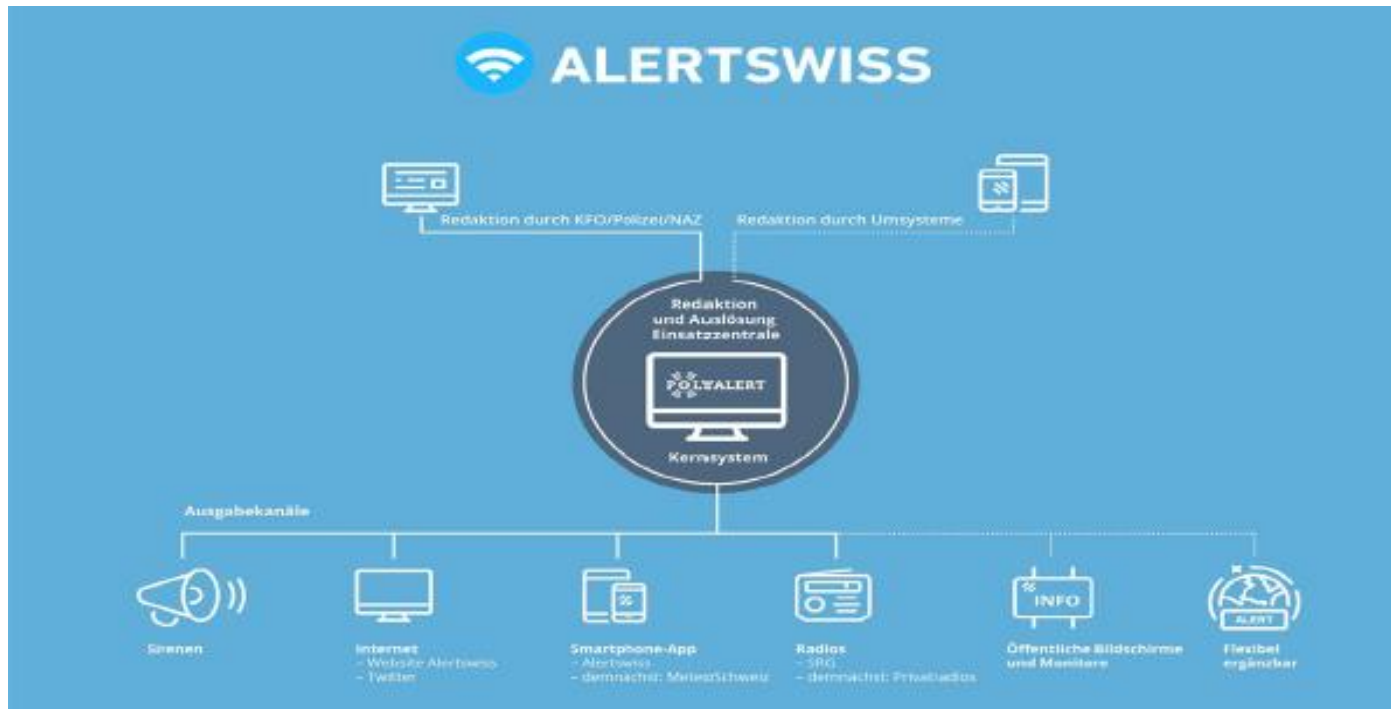 ALERTSWISS
Redaktion durch KFO/Polizei/NAZ
Redaktion durch Umsysteme
Redaktion
und Auslösung
Einsatzzentrale
POLYALERT
Kernsystem
Ausgabekanäle
Sirenen
Internet
– Website Alertswiss
– Twitter
Smartphone-App
– Alertswiss
– demnächst: MeteoSchweiz
Radios
– SRG
– demnächst: Privatradios
INFO
Öffentliche Bildschirme
und Monitore
ALERT
Flexibel
ergänzbar